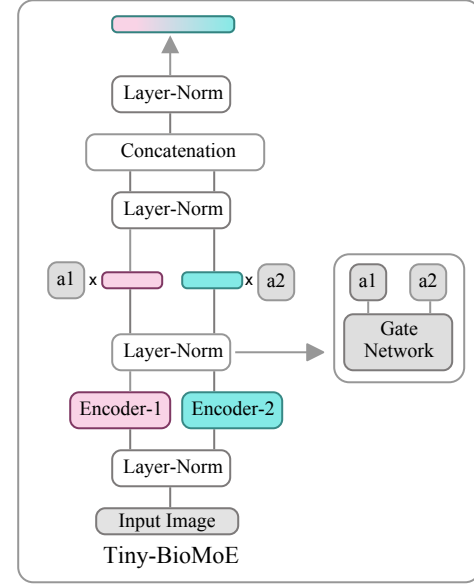 Layer-Norm
Concatenation
Layer-Norm
a1 x
x a2
a1 a2
Gate
Network
Layer-Norm
Encoder-1 Encoder-2
Layer-Norm
Input Image
Tiny-BioMoE